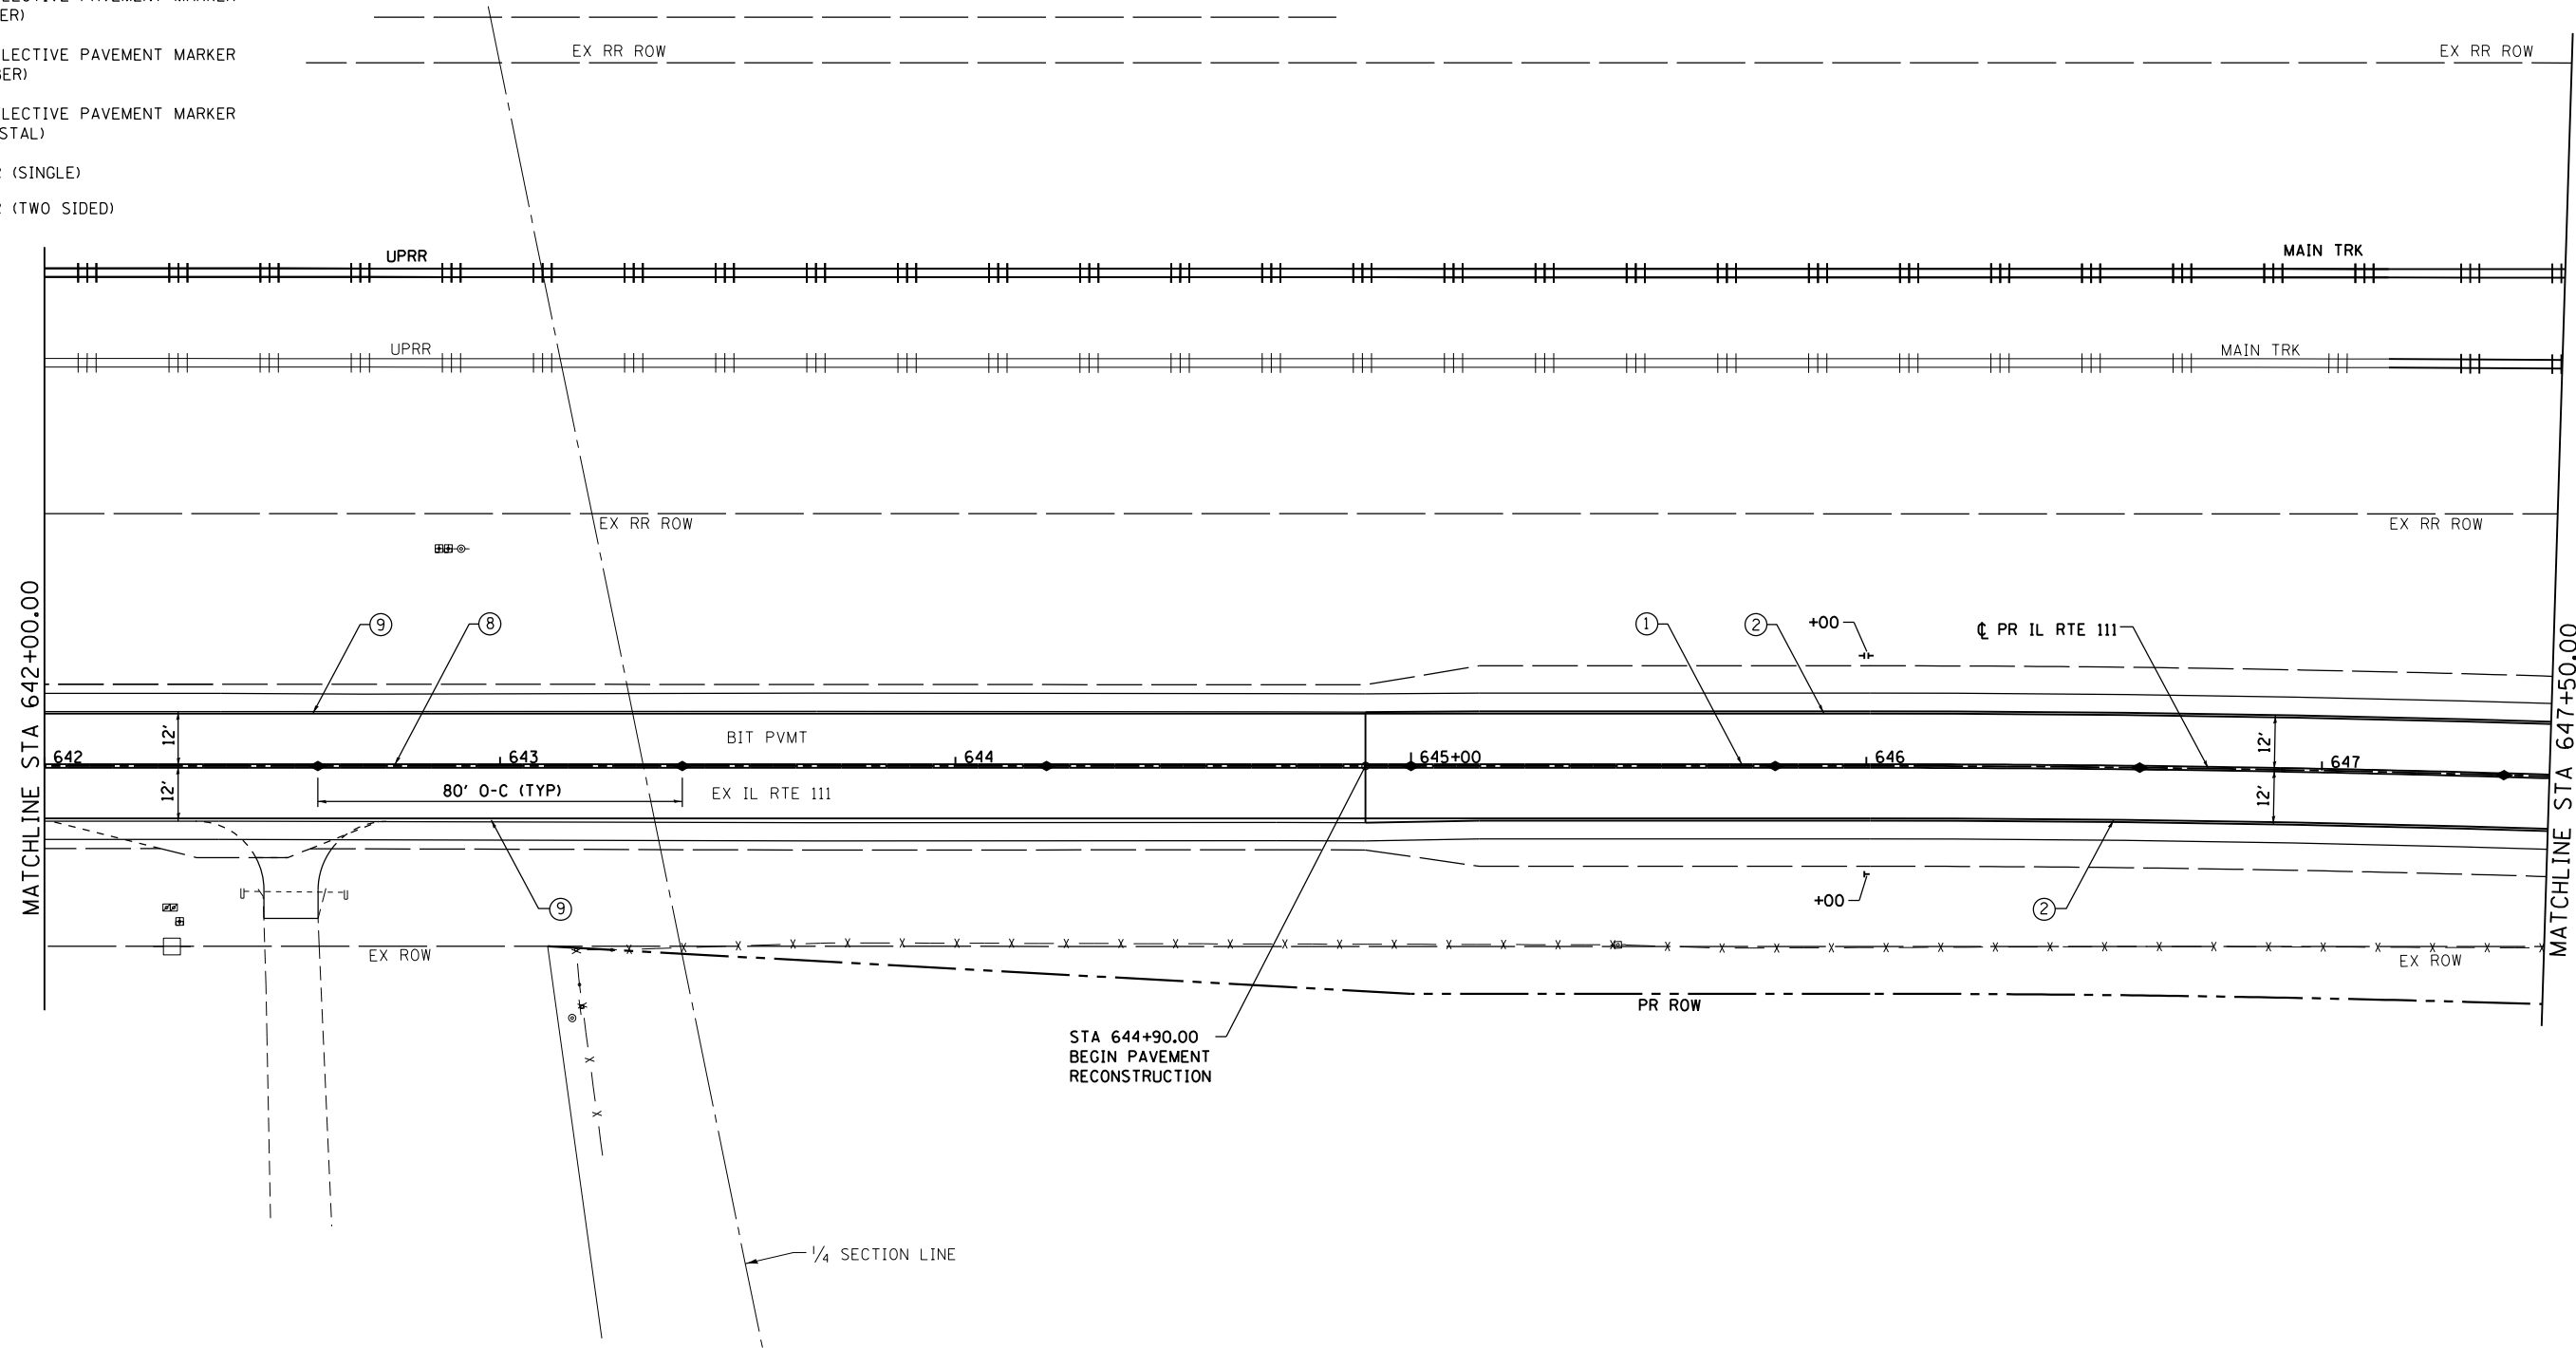 ER)
LECTIVE PAVEMENT MARKER
STAL)
LECTIVE PAVEMENT MARKER
(SINGLE)
(TWO SIDED)
EX RR ROW
EX RR ROW
UPRR
MAIN TRK
UPRR
MAIN TRK
EX RR ROW
EX RR ROW
MATCHLINE STA 642+00.00
9
8
1
2
+00
℄ PR IL RTE 111
MATCHLINE STA 647+50.00
12'
BIT PVMT
12'
642
643
644
645+00
646
647
12'
80' O-C (TYP)
EX IL RTE 111
12'
9
+00
2
EX ROW
EX ROW
PR ROW
STA 644+90.00
BEGIN PAVEMENT
RECONSTRUCTION
1/4 SECTION LINE